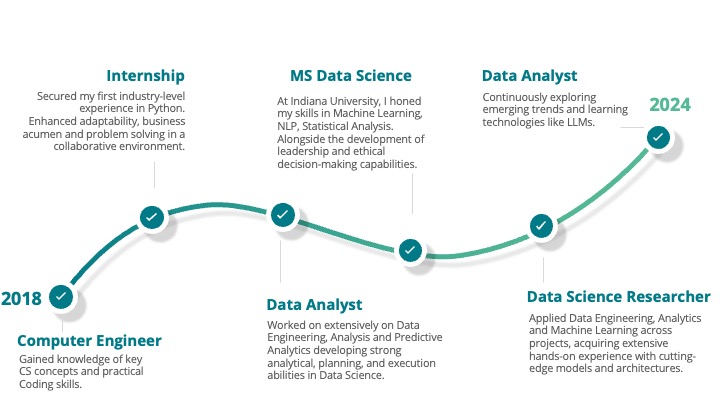 Internship
Secured my first industry-level
experience in Python.
Enhanced adaptability, business
acumen and problem solving in a
collaborative environment.
MS Data Science
At Indiana University, I honed
my skills in Machine Learning,
NLP, Statistical Analysis.
Alongside the development of
leadership and ethical
decision-making capabilities.
Data Analyst
Continuously exploring
emerging trends and learning
technologies like LLMs.
2024
2018
Computer Engineer
Gained knowledge of key
CS concepts and practical
Coding skills.
Data Analyst
Worked on extensively on Data
Engineering, Analysis and Predictive
Analytics developing strong
analytical, planning, and execution
abilities in Data Science.
Data Science Researcher
Applied Data Engineering, Analytics
and Machine Learning across
projects, acquiring extensive
hands-on experience with cutting-
edge models and architectures.